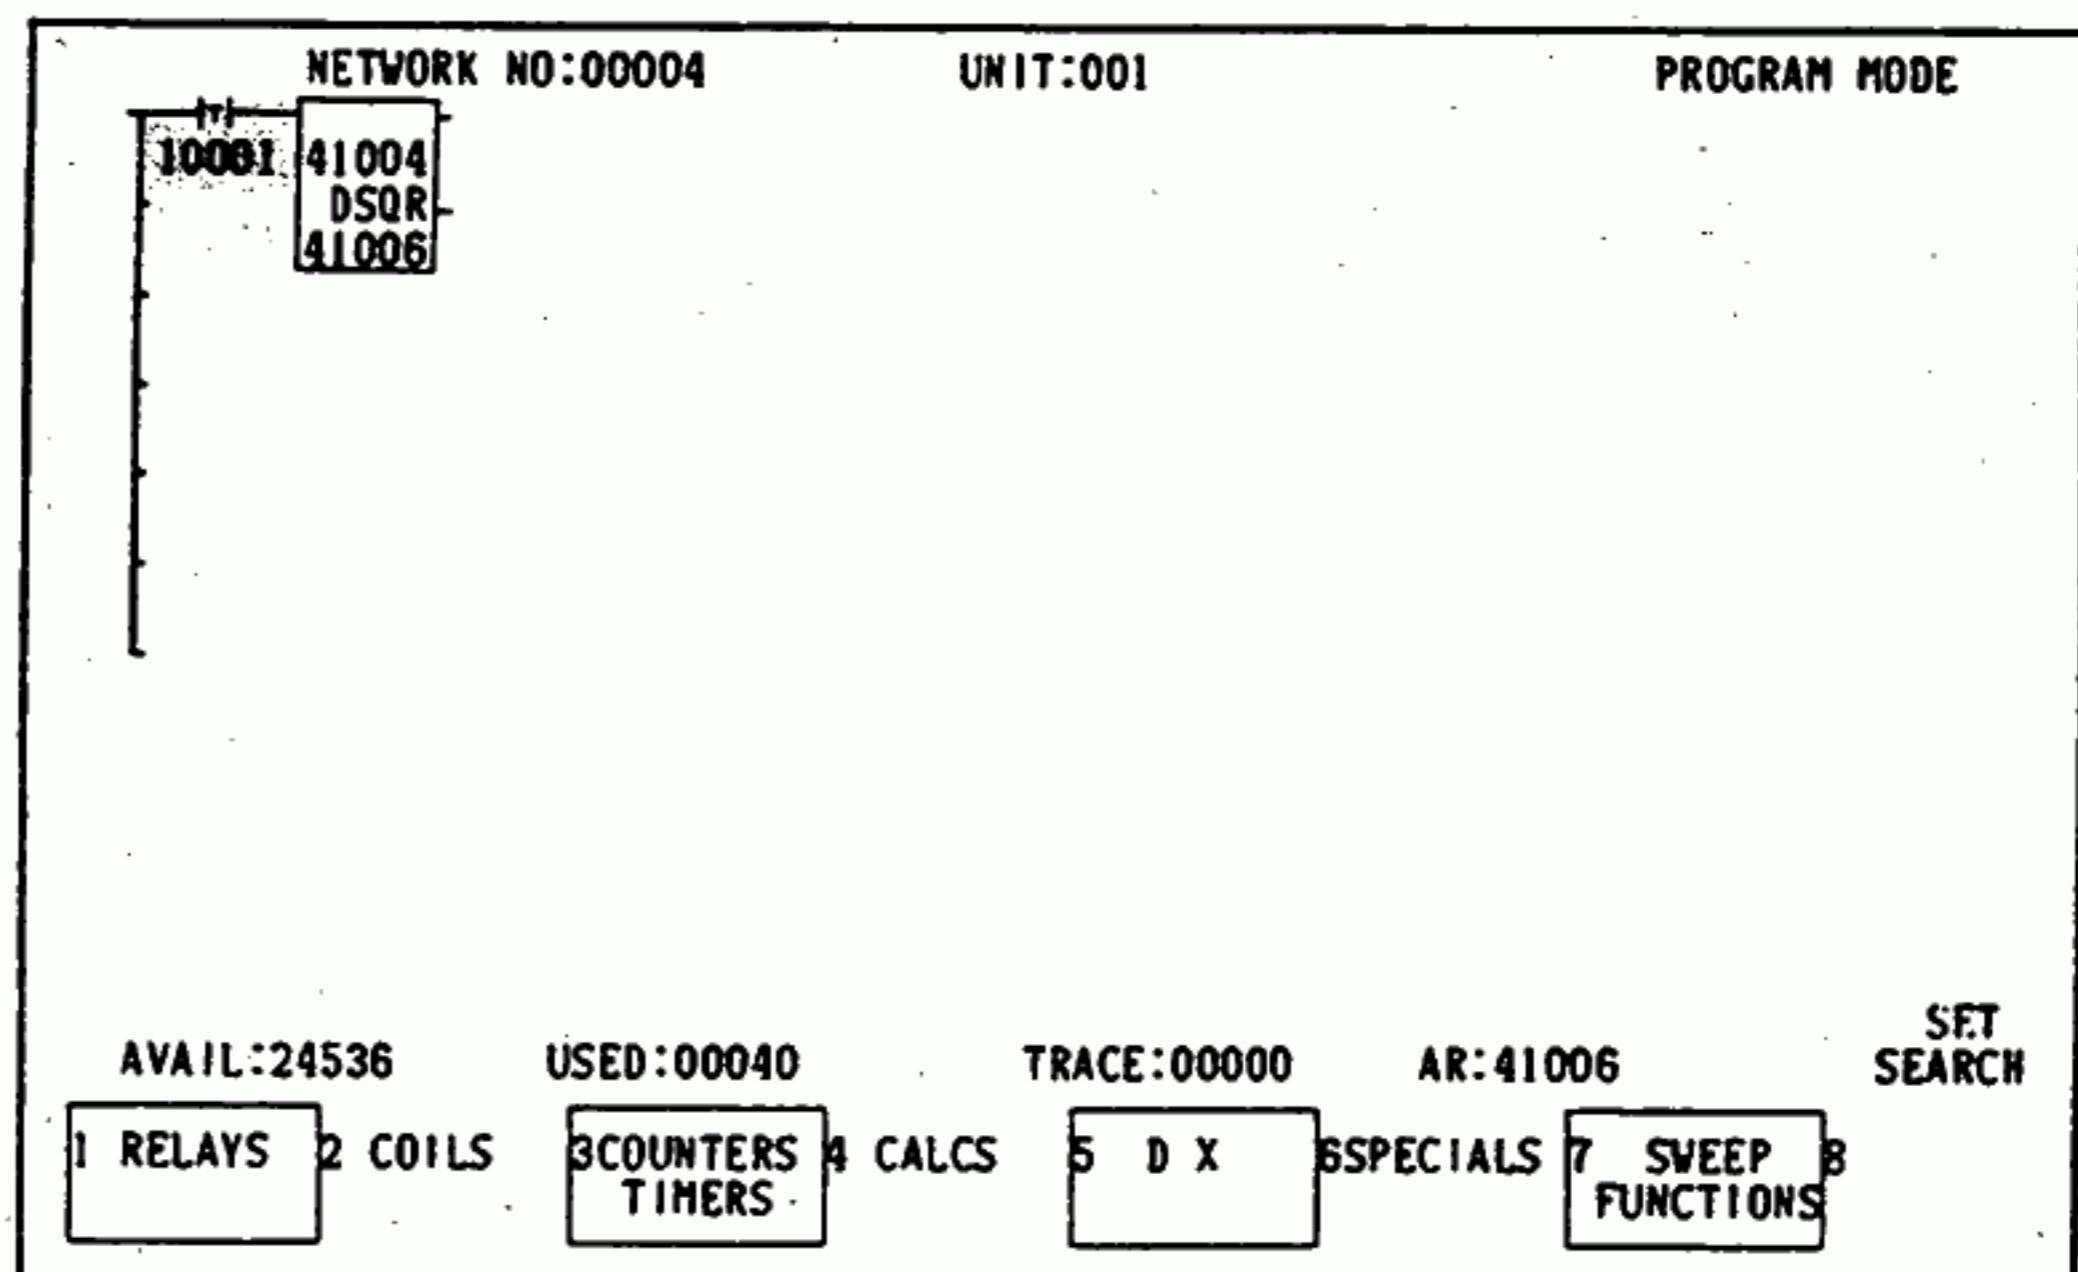 NETWORK NO:00004 UNIT:001 PROGRAM MODE
10001 41004
DSQR
41006
SET
AVAIL:24536 USED:00040 TRACE:00000 AR:41006 SEARCH
1 RELAYS 2 COILS 3COUNTERS 4 CALCS 5 D X 6SPECIALS 7 SWEEP 8
TIMERS FUNCTIONS